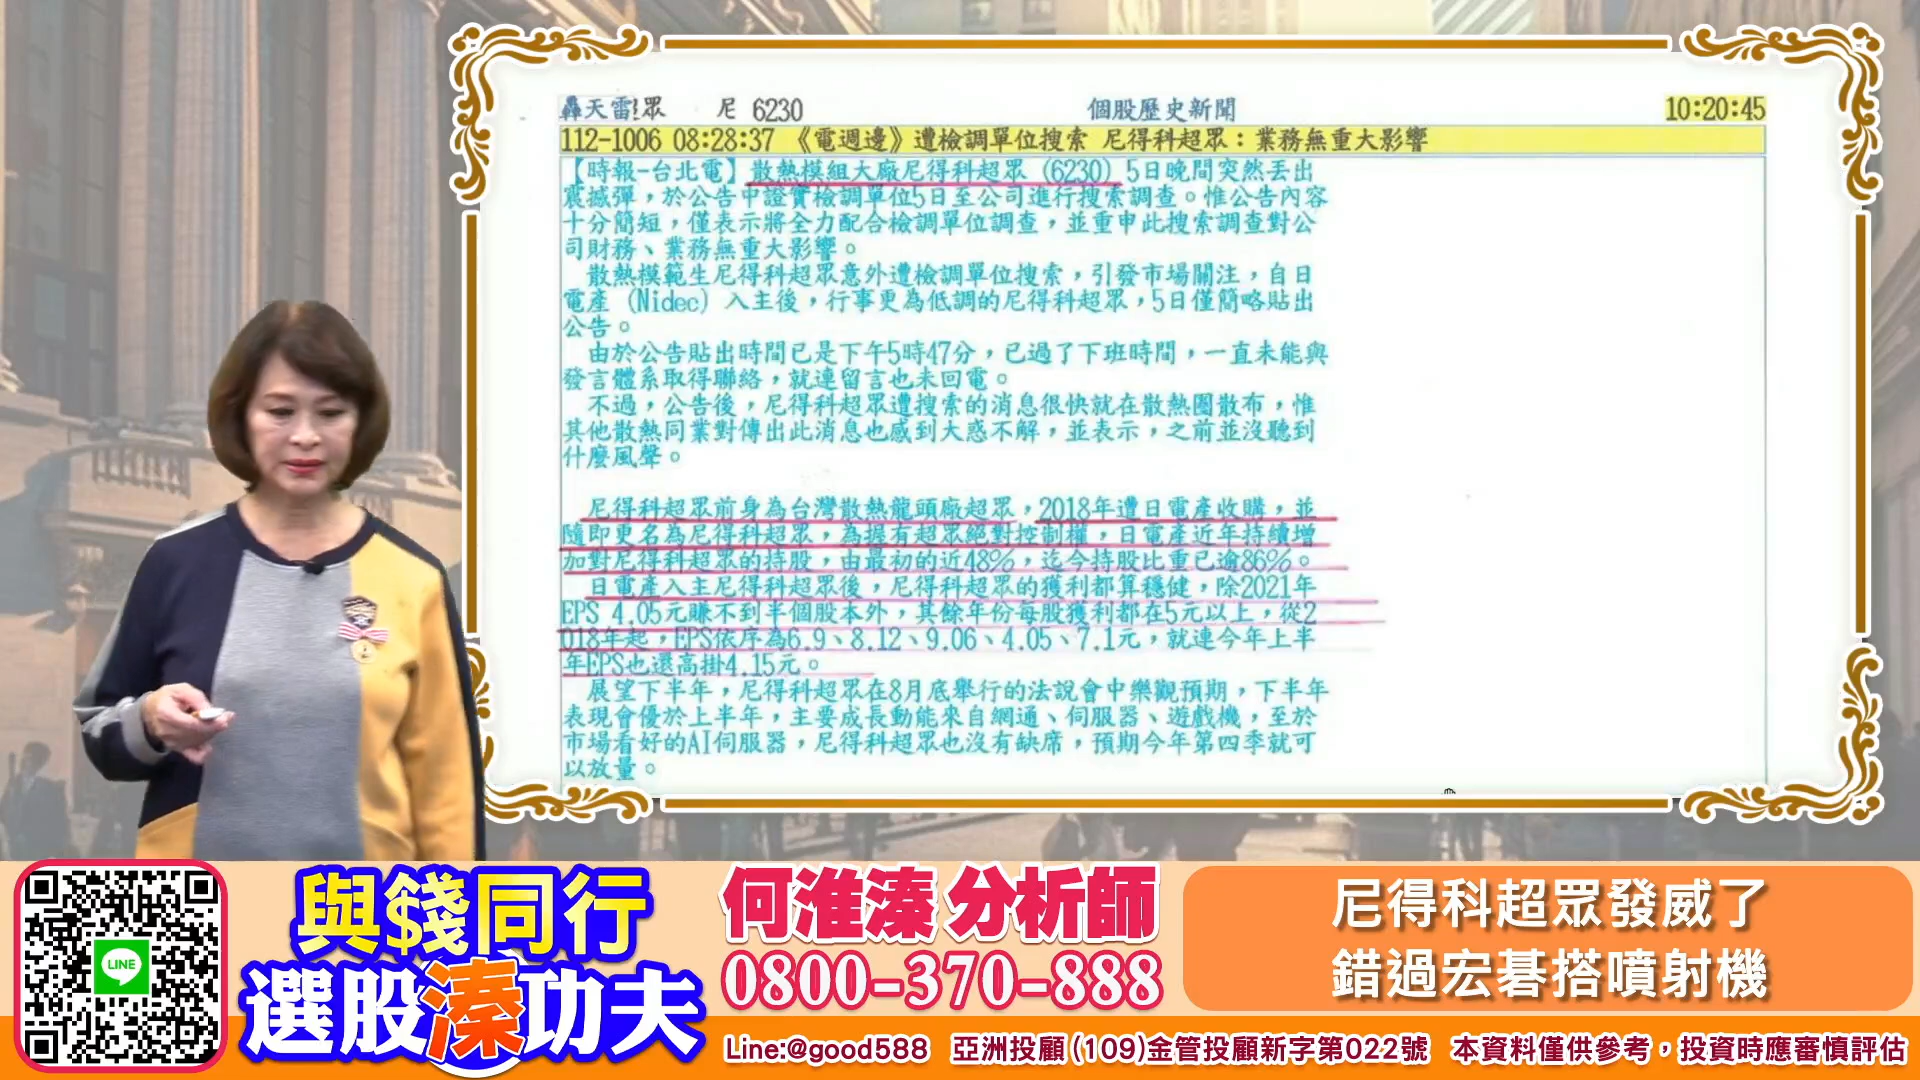 轟天雷!眾 尼 6230 個股歷史新聞 10:20:45
112-1006 08:28:37 《電週邊》遭檢調單位搜索 尼得科超眾：業務無重大影響
【時報-台北電】散熱模組大廠尼得科超眾（6230）5日晚間突然丟出
震撼彈，於公告中證實檢調單位5日至公司進行搜索調查。惟公告內容
十分簡短，僅表示將全力配合檢調單位調查，並重申此搜索調查對公
司財務、業務無重大影響。
散熱模範生尼得科超眾意外遭檢調單位搜索，引發市場關注，自日
電產（Nidec）入主後，行事更為低調的尼得科超眾，5日僅簡略貼出
公告。
由於公告貼出時間已是下午5時47分，已過了下班時間，一直未能與
發言體系取得聯絡，就連留言也未回電。
不過，公告後，尼得科超眾遭搜索的消息很快就在散熱圈散布，惟
其他散熱同業對傳出此消息也感到大惑不解，並表示，之前並沒聽到
什麼風聲。
尼得科超眾前身為台灣散熱龍頭廠超眾，2018年遭日電產收購，並
隨即更名為尼得科超眾，為握有超眾絕對控制權，日電產近年持續增
加對尼得科超眾的持股，由最初的近48%，迄今持股比重已逾86%。
日電產入主尼得科超眾後，尼得科超眾的獲利都算穩健，除2021年
EPS 4.05元賺不到半個股本外，其餘年份每股獲利都在5元以上，從2
018年起，EPS依序為6.9、8.12、9.06、4.05、7.1元，就連今年上半
年EPS也還高掛4.15元。
展望下半年，尼得科超眾在8月底舉行的法說會中樂觀預期，下半年
表現會優於上半年，主要成長動能來自網通、伺服器、遊戲機，至於
市場看好的AI伺服器，尼得科超眾也沒有缺席，預期今年第四季就可
以放量。
LINE
與錢同行
選股溱功夫
何淮溱 分析師
0800-370-888
尼得科超眾發威了
錯過宏碁搭噴射機
Line:@good588 亞洲投顧(109)金管投顧新字第022號 本資料僅供參考，投資時應審慎評估